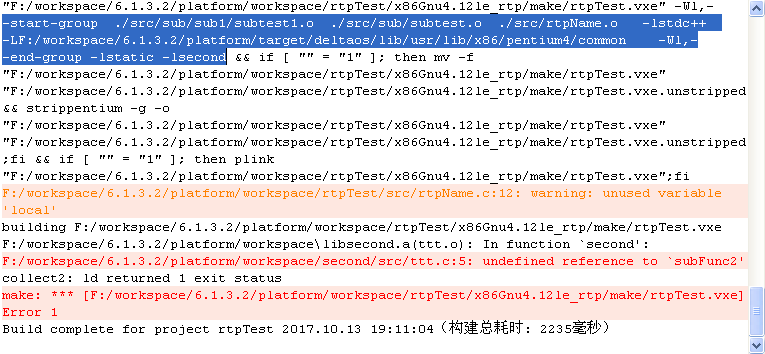 "F:/workspace/6.1.3.2/platform/workspace/rtpTest/x86Gnu4.12le_rtp/make/rtpTest.vxe" -Wl,-
-start-group  ./src/sub/sub1/subtest1.o  ./src/sub/subtest.o  ./src/rtpName.o   -lstdc++
-LF:/workspace/6.1.3.2/platform/target/deltaos/lib/usr/lib/x86/pentium4/common   -Wl,-
-end-group -lstatic -lsecond && if [ "" = "1" ]; then mv -f
"F:/workspace/6.1.3.2/platform/workspace/rtpTest/x86Gnu4.12le_rtp/make/rtpTest.vxe"
"F:/workspace/6.1.3.2/platform/workspace/rtpTest/x86Gnu4.12le_rtp/make/rtpTest.vxe.unstripped"
&& strippentium -g -o
"F:/workspace/6.1.3.2/platform/workspace/rtpTest/x86Gnu4.12le_rtp/make/rtpTest.vxe"
"F:/workspace/6.1.3.2/platform/workspace/rtpTest/x86Gnu4.12le_rtp/make/rtpTest.vxe.unstripped"
;fi && if [ "" = "1" ]; then plink
"F:/workspace/6.1.3.2/platform/workspace/rtpTest/x86Gnu4.12le_rtp/make/rtpTest.vxe";fi
F:/workspace/6.1.3.2/platform/workspace/rtpTest/src/rtpName.c:12: warning: unused variable
'local'
building F:/workspace/6.1.3.2/platform/workspace/rtpTest/x86Gnu4.12le_rtp/make/rtpTest.vxe
F:/workspace/6.1.3.2/platform/workspace\libsecond.a(ttt.o): In function `second':
F:/workspace/6.1.3.2/platform/workspace/second/src/ttt.c:5: undefined reference to `subFunc2'
collect2: ld returned 1 exit status
make: *** [F:/workspace/6.1.3.2/platform/workspace/rtpTest/x86Gnu4.12le_rtp/make/rtpTest.vxe]
Error 1
Build complete for project rtpTest 2017.10.13 19:11:04（构建总耗时：2235毫秒）